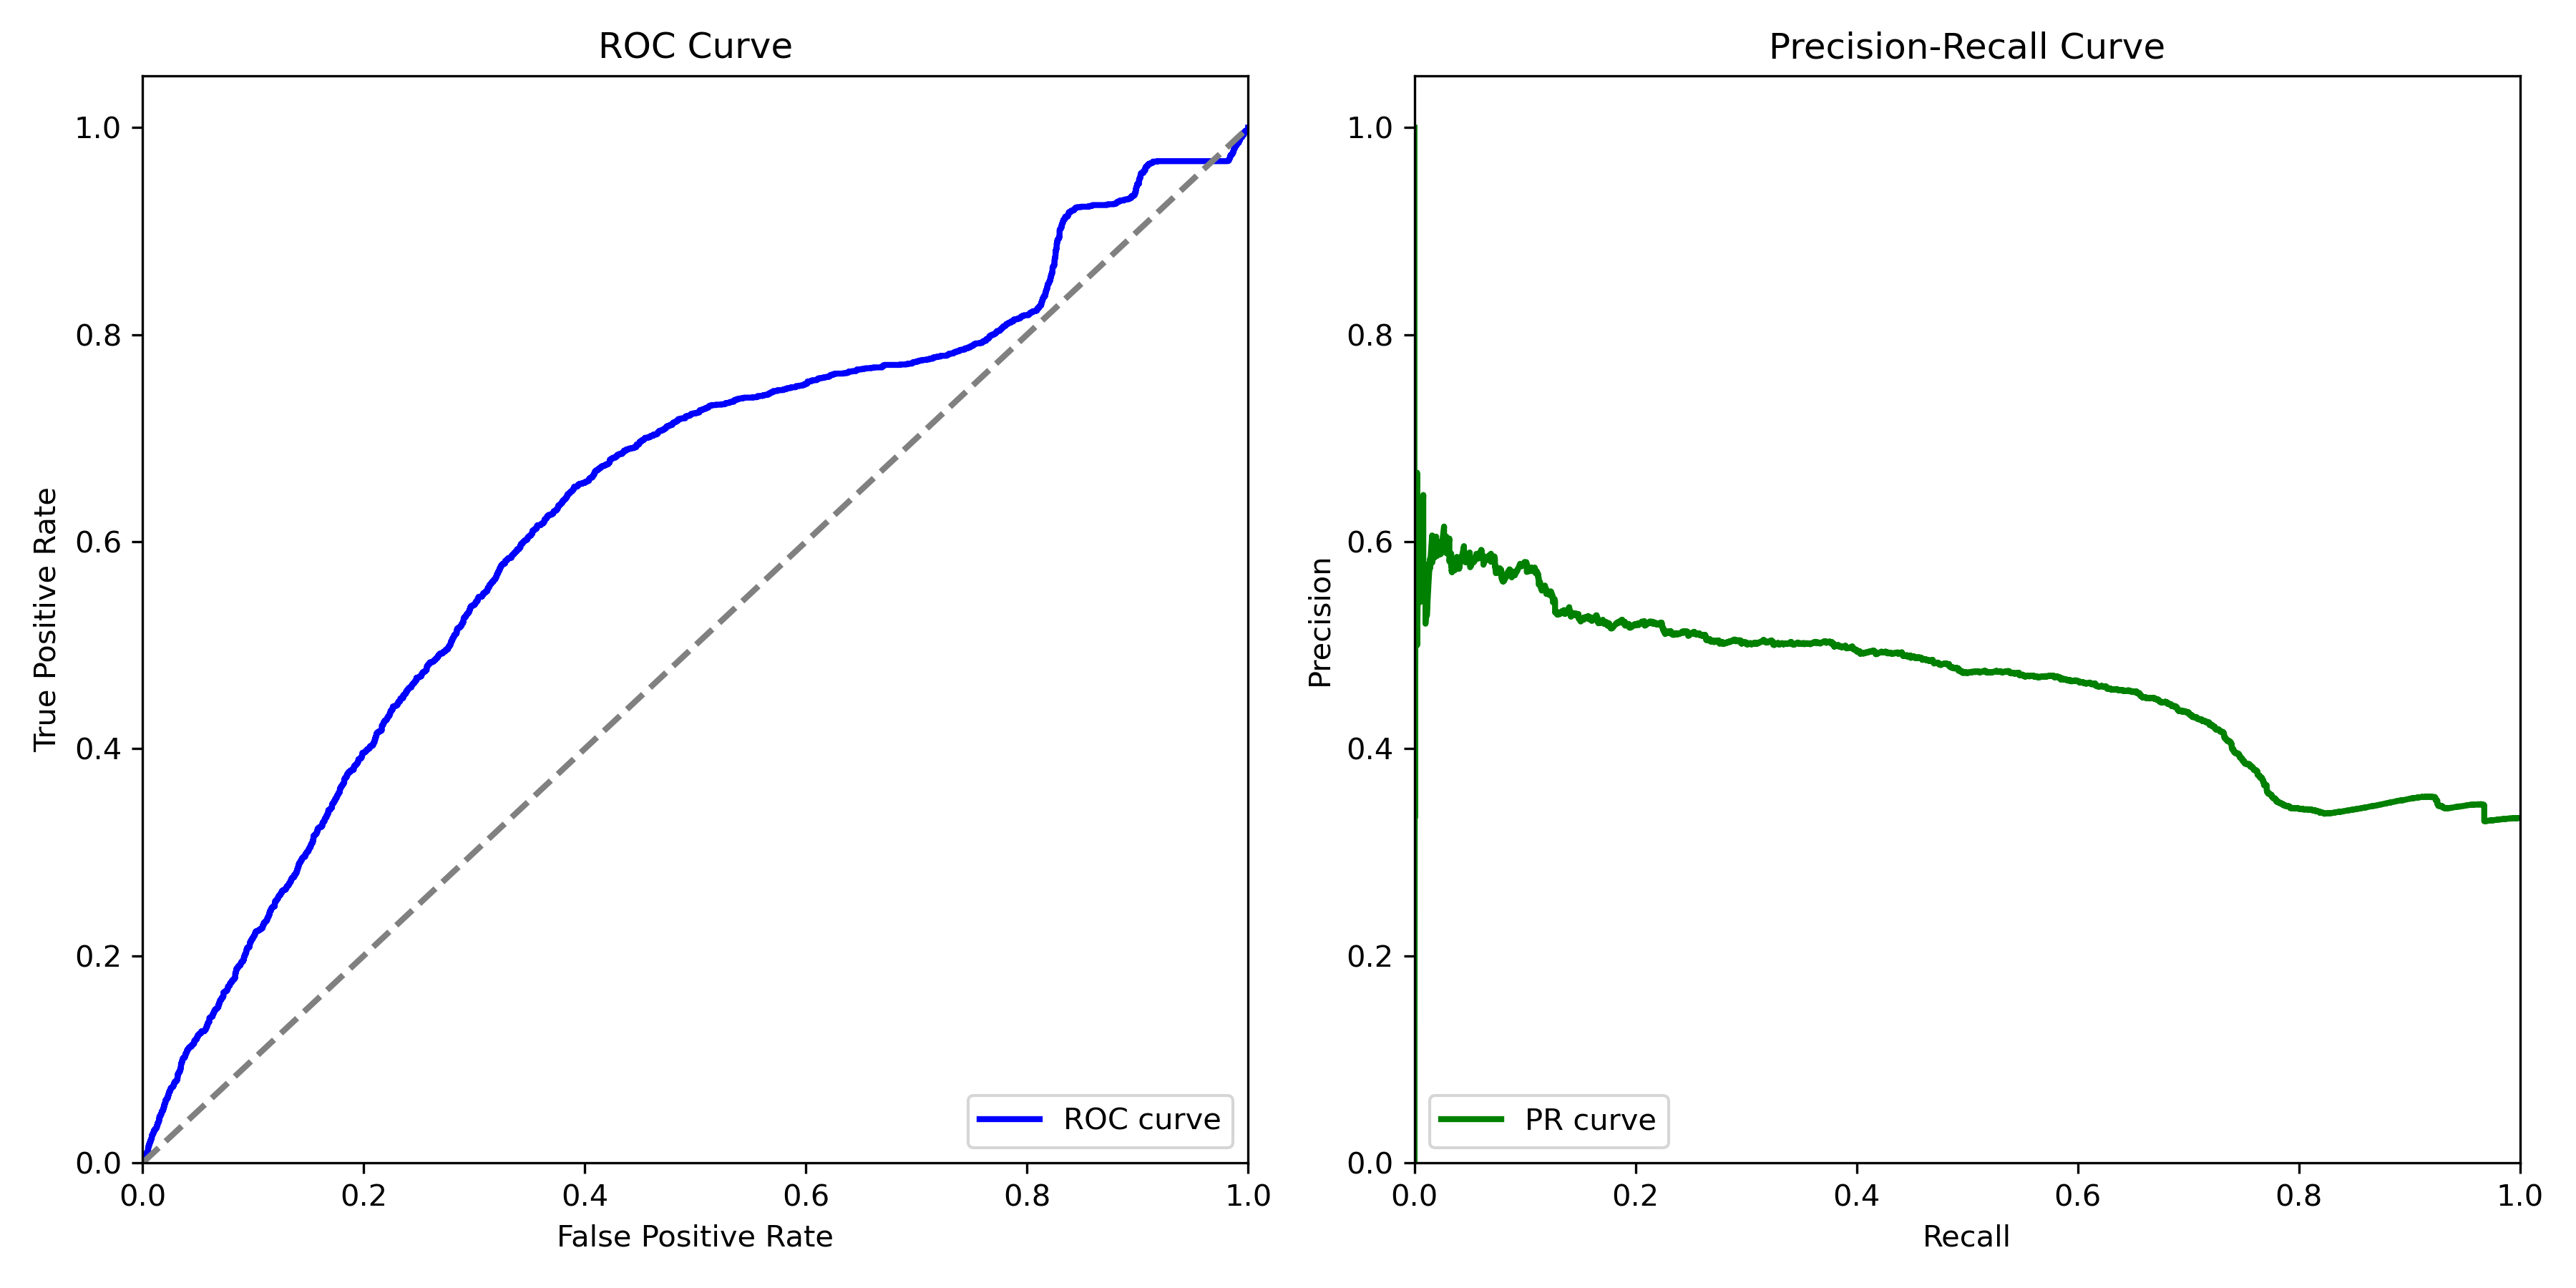 ROC Curve
1.0
0.8
0.6
0.4
0.2
0.0
True Positive Rate
0.0 0.2 0.4 0.6 0.8 1.0
False Positive Rate
ROC curve
Precision-Recall Curve
1.0
0.8
0.6
0.4
0.2
0.0
Precision
0.0 0.2 0.4 0.6 0.8 1.0
Recall
PR curve